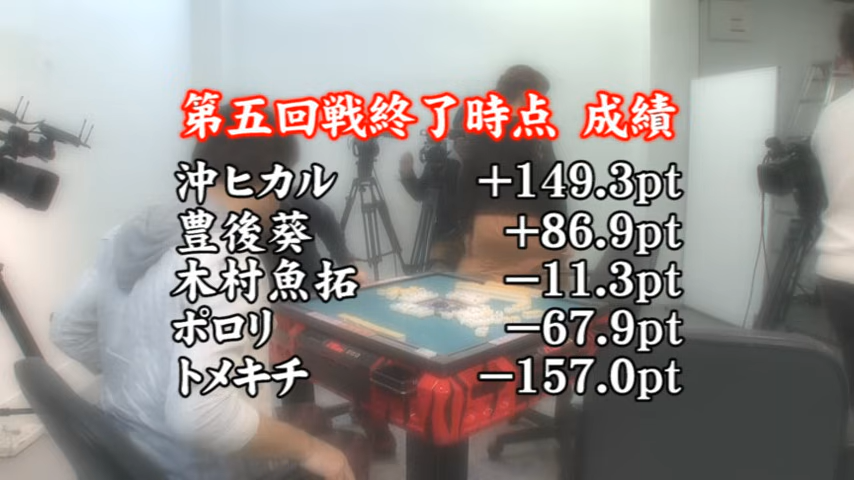 第五回戦終了時点 成績
沖ヒカル +149.3pt
豊後葵 +86.9pt
木村魚拓 −11.3pt
ポロリ −67.9pt
トメキチ −157.0pt